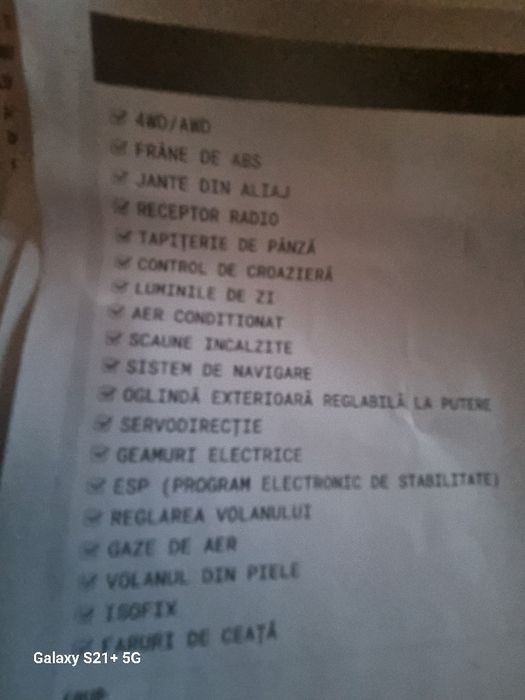 4WD/AWD
FRÂNE DE ABS
JANTE DIN ALIAJ
RECEPTOR RADIO
TAPIȚERIE DE PÂNZĂ
CONTROL DE CROAZIERĂ
LUMINILE DE ZI
AER CONDITIONAT
SCAUNE INCALZITE
SISTEM DE NAVIGARE
OGLINDĂ EXTERIOARĂ REGLABILĂ LA PUTERE
SERVODIRECȚIE
GEAMURI ELECTRICE
ESP (PROGRAM ELECTRONIC DE STABILITATE)
REGLAREA VOLANULUI
GAZE DE AER
VOLANUL DIN PIELE
ISOFIX
FARURI DE CEAȚĂ
Galaxy S21+ 5G